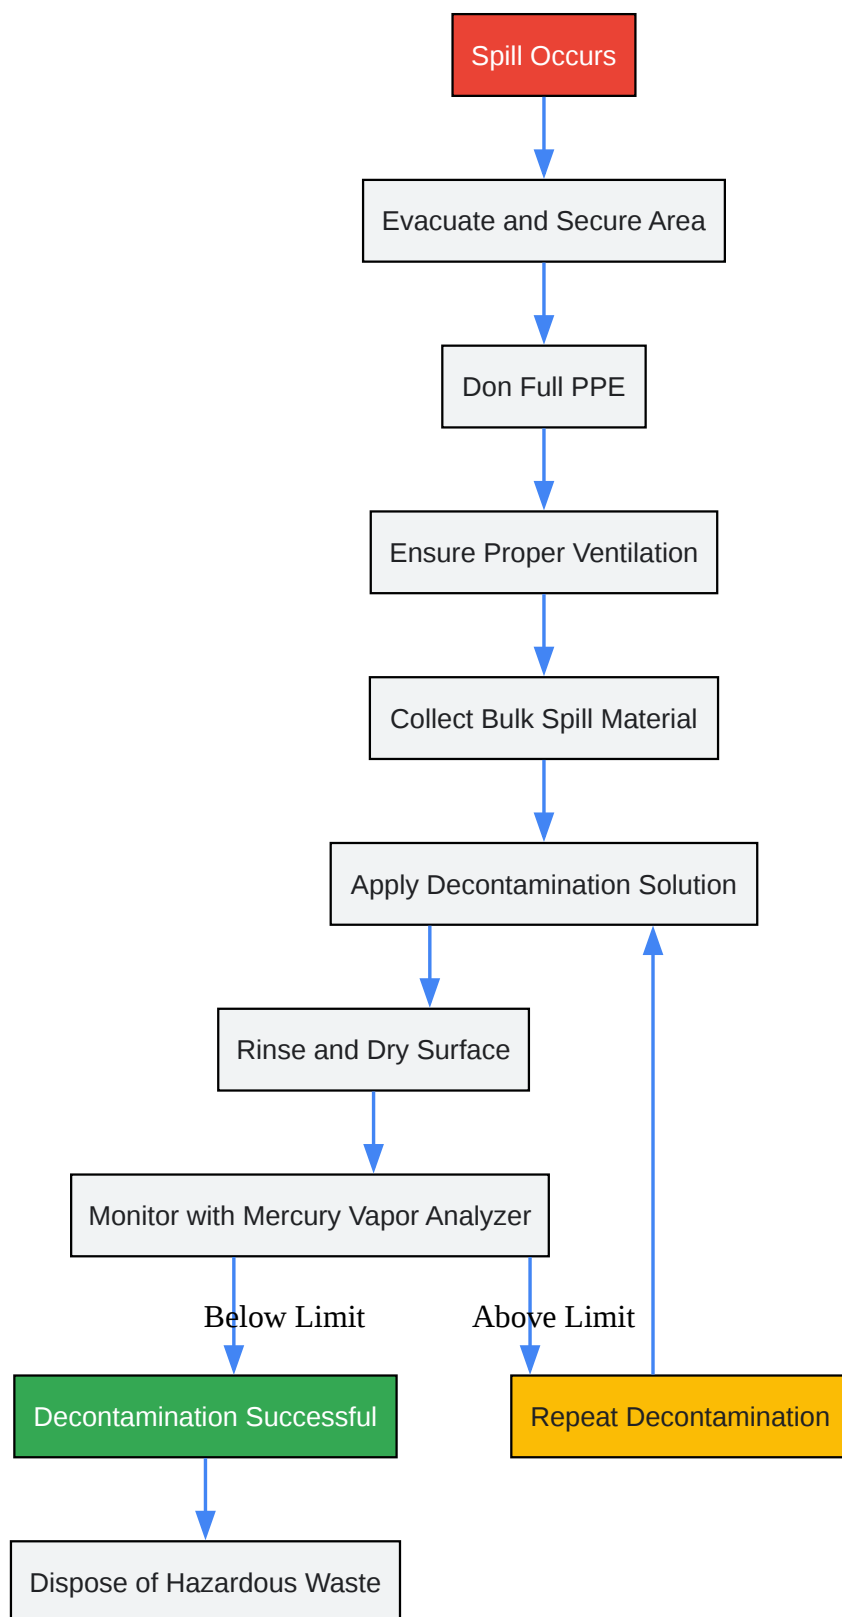 Spill Occurs
Evacuate and Secure Area
Don Full PPE
Ensure Proper Ventilation
Collect Bulk Spill Material
Apply Decontamination Solution
Rinse and Dry Surface
Monitor with Mercury Vapor Analyzer
Below Limit
Above Limit
Decontamination Successful
Repeat Decontamination
Dispose of Hazardous Waste